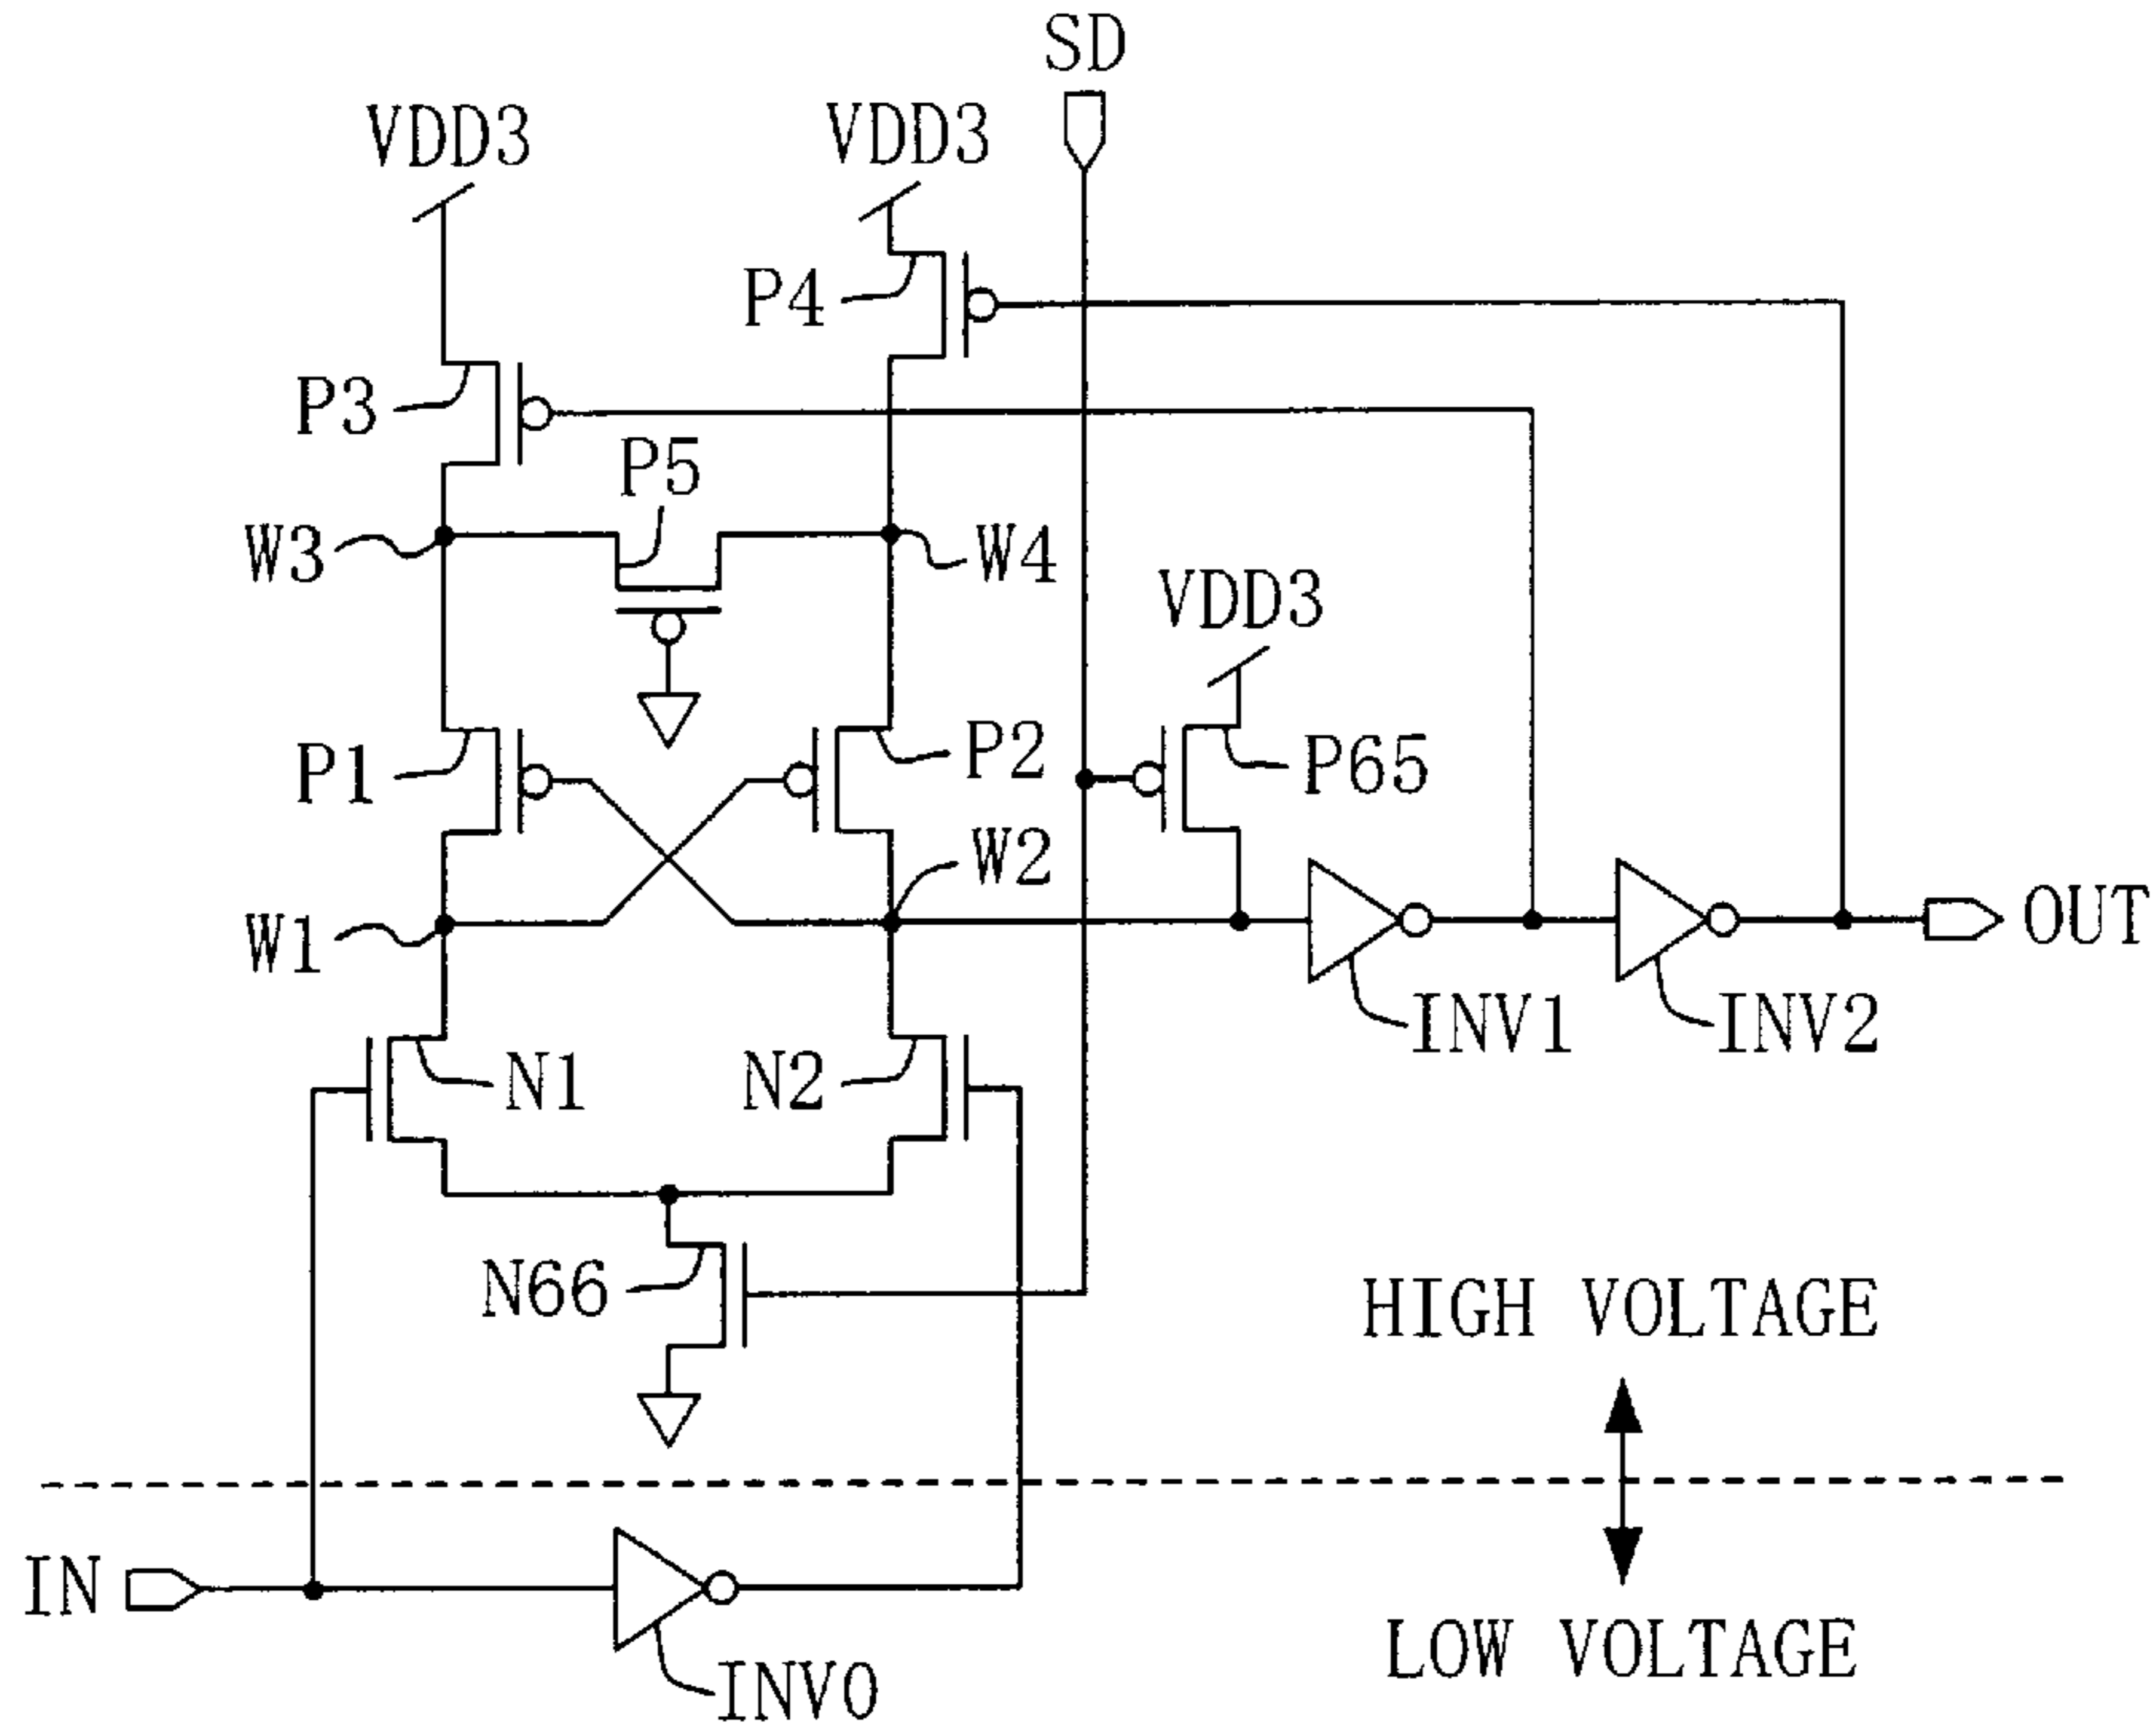 SD
VDD3
VDD3
P4
P3
P5
W3
W4
VDD3
P1
P2
P65
W2
W1
OUT
INV1
INV2
N1
N2
N66
HIGH VOLTAGE
IN
LOW VOLTAGE
INV0